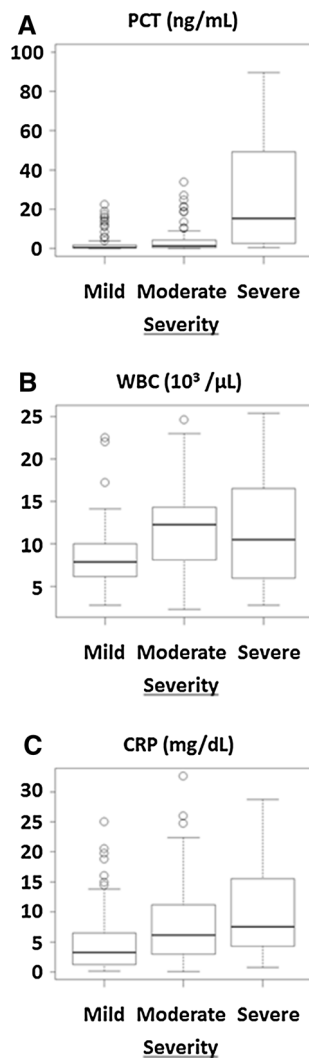 A
PCT (ng/mL)
100
80
60
40
20
0
Mild Moderate Severe
Severity
B
WBC (10³ /µL)
25
20
15
10
5
Mild Moderate Severe
Severity
C
CRP (mg/dL)
30
25
20
15
10
5
0
Mild Moderate Severe
Severity